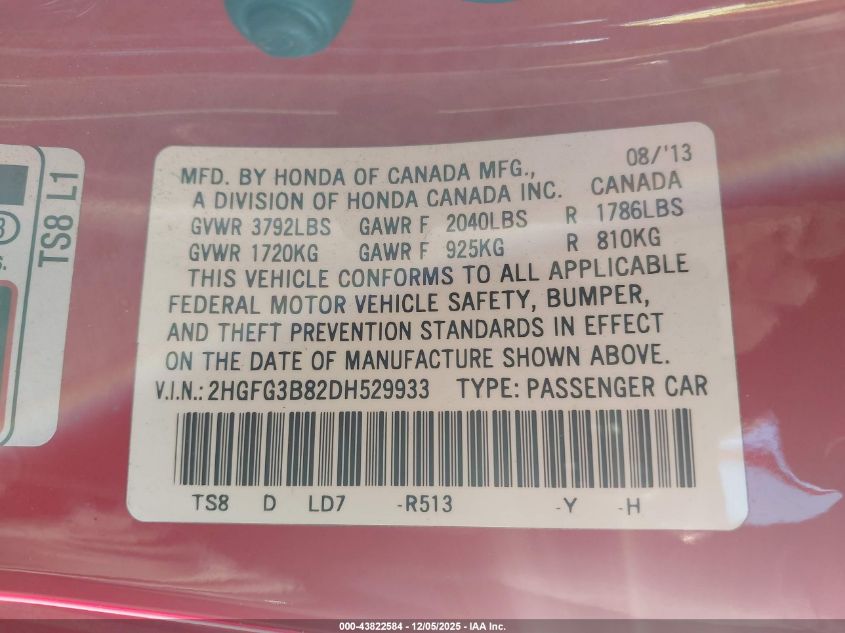 08/'13
MFD. BY HONDA OF CANADA MFG.,
A DIVISION OF HONDA CANADA INC. CANADA
GVWR 3792LBS GAWR F 2040LBS R 1786LBS
GVWR 1720KG GAWR F 925KG R 810KG
THIS VEHICLE CONFORMS TO ALL APPLICABLE
FEDERAL MOTOR VEHICLE SAFETY, BUMPER,
AND THEFT PREVENTION STANDARDS IN EFFECT
ON THE DATE OF MANUFACTURE SHOWN ABOVE.
V.I.N.: 2HGFG3B82DH529933 TYPE: PASSENGER CAR
TS8 D LD7 -R513 -Y -H
TS8 L1
000-43822584 - 12/05/2025 - IAA Inc.